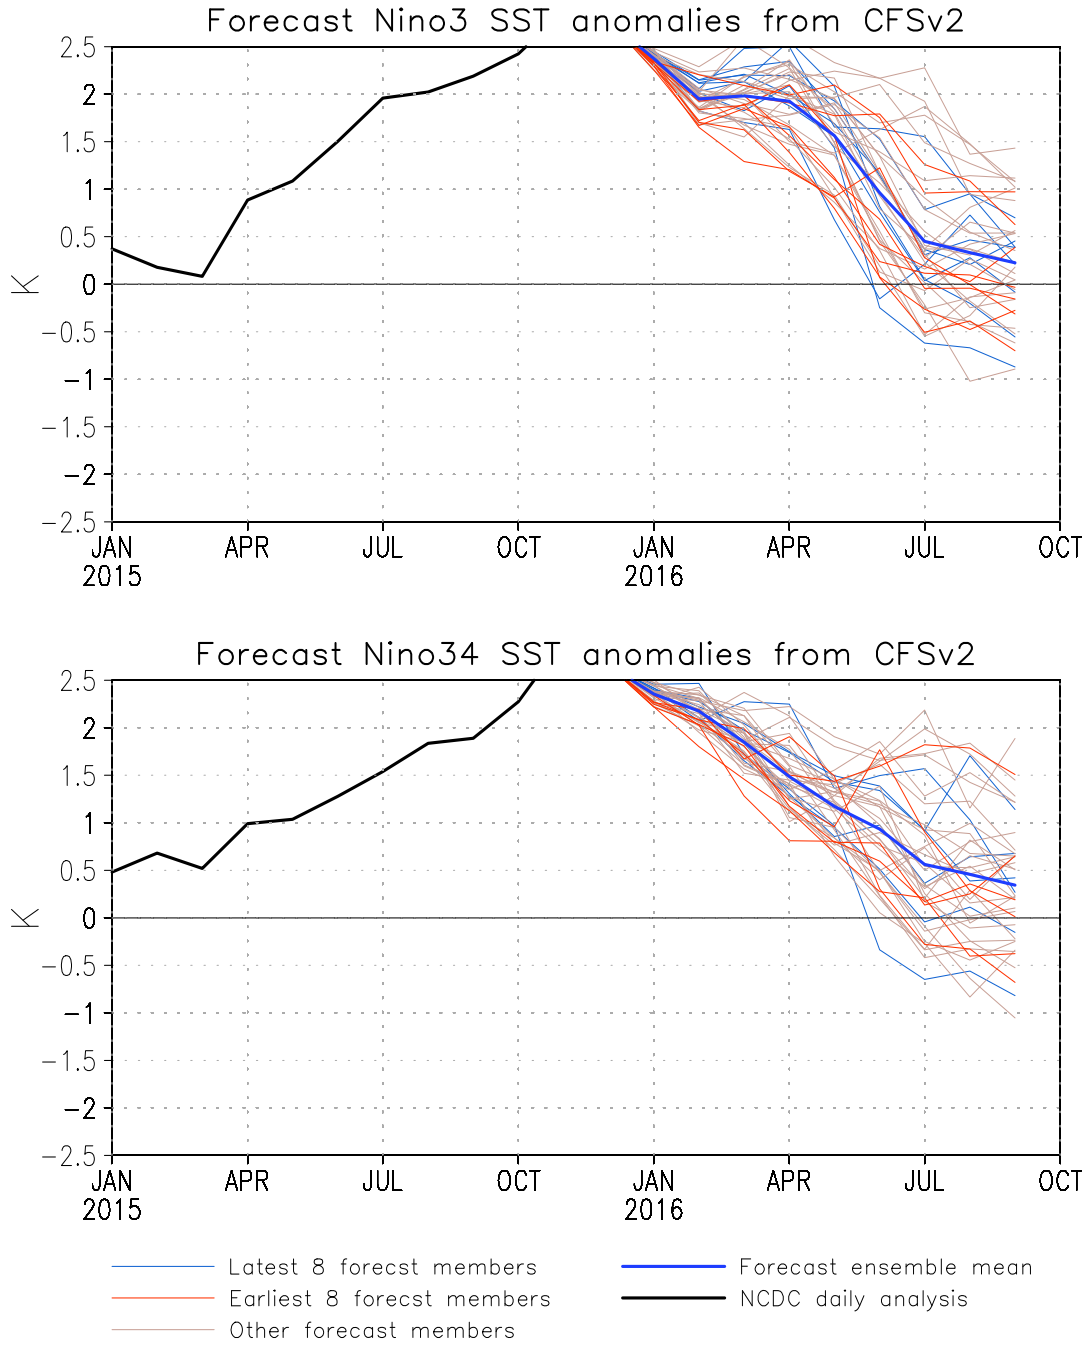 Forecast Nino3 SST anomalies from CFSv2
2.5
2
1.5
1
0.5
0
-0.5
-1
-1.5
-2
-2.5
K
JAN APR JUL OCT JAN APR JUL OCT
2015 2016
Forecast Nino34 SST anomalies from CFSv2
2.5
2
1.5
1
0.5
0
-0.5
-1
-1.5
-2
-2.5
K
JAN APR JUL OCT JAN APR JUL OCT
2015 2016
Latest 8 forecst members
Earliest 8 forecst members
Other forecast members
Forecast ensemble mean
NCDC daily analysis